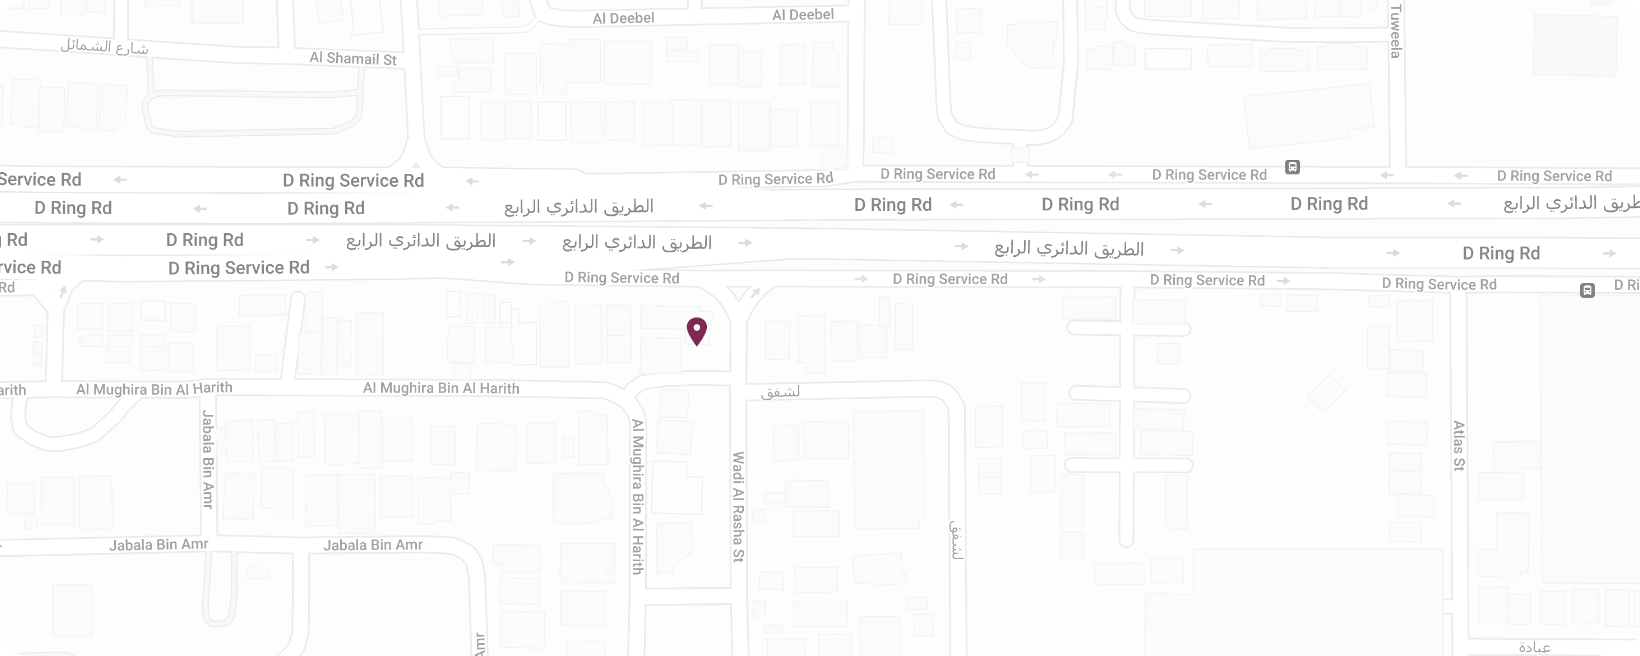 Al Deebel
Al Deebel
Tuweela
شارع الشمائل
Al Shamail St
Service Rd
D Ring Service Rd
D Ring Service Rd
D Ring Service Rd
D Ring Service Rd
D Ring Service Rd
D Ring Rd
D Ring Rd
الطريق الدائري الرابع
D Ring Rd
D Ring Rd
D Ring Rd
طريق الدائري الرابع
Rd
D Ring Rd
الطريق الدائري الرابع
الطريق الدائري الرابع
الطريق الدائري الرابع
D Ring Rd
rvice Rd
D Ring Service Rd
D Ring Service Rd
D Ring Service Rd
D Ring Service Rd
D Ring Service Rd
D Ri
Rd
arith
Al Mughira Bin Al Harith
Al Mughira Bin Al Harith
لشفق
Jabala Bin Amr
Al Mughira Bin Al Harith
Wadi Al Rasha St
Atlas St
لشفق
Jabala Bin Amr
Jabala Bin Amr
Amr
عبادة